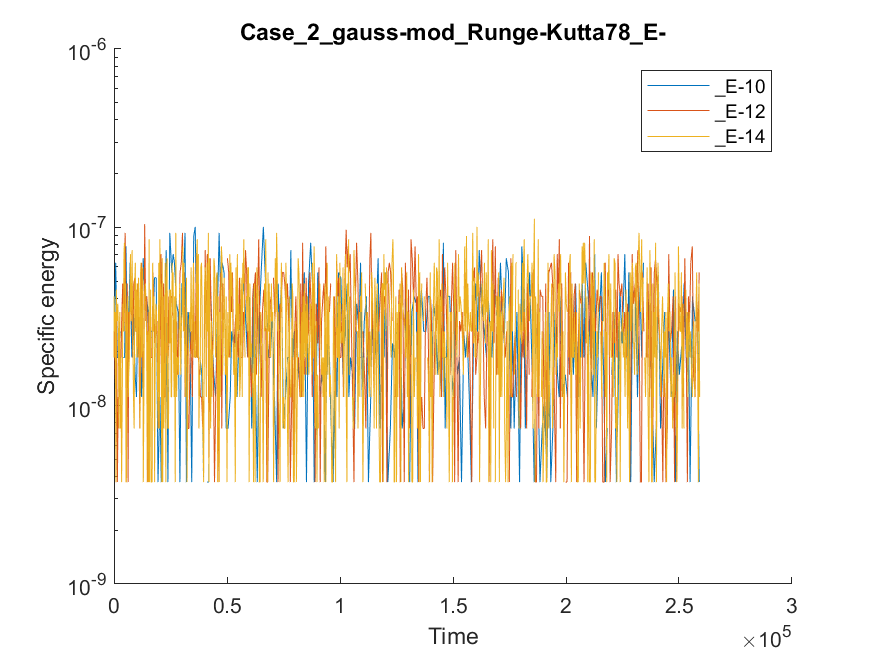 Case_2_gauss-mod_Runge-Kutta78_E-
10^-6
_E-10
_E-12
_E-14
10^-7
Specific energy
10^-8
10^-9
0 0.5 1 1.5 2 2.5 3
Time
×10^5